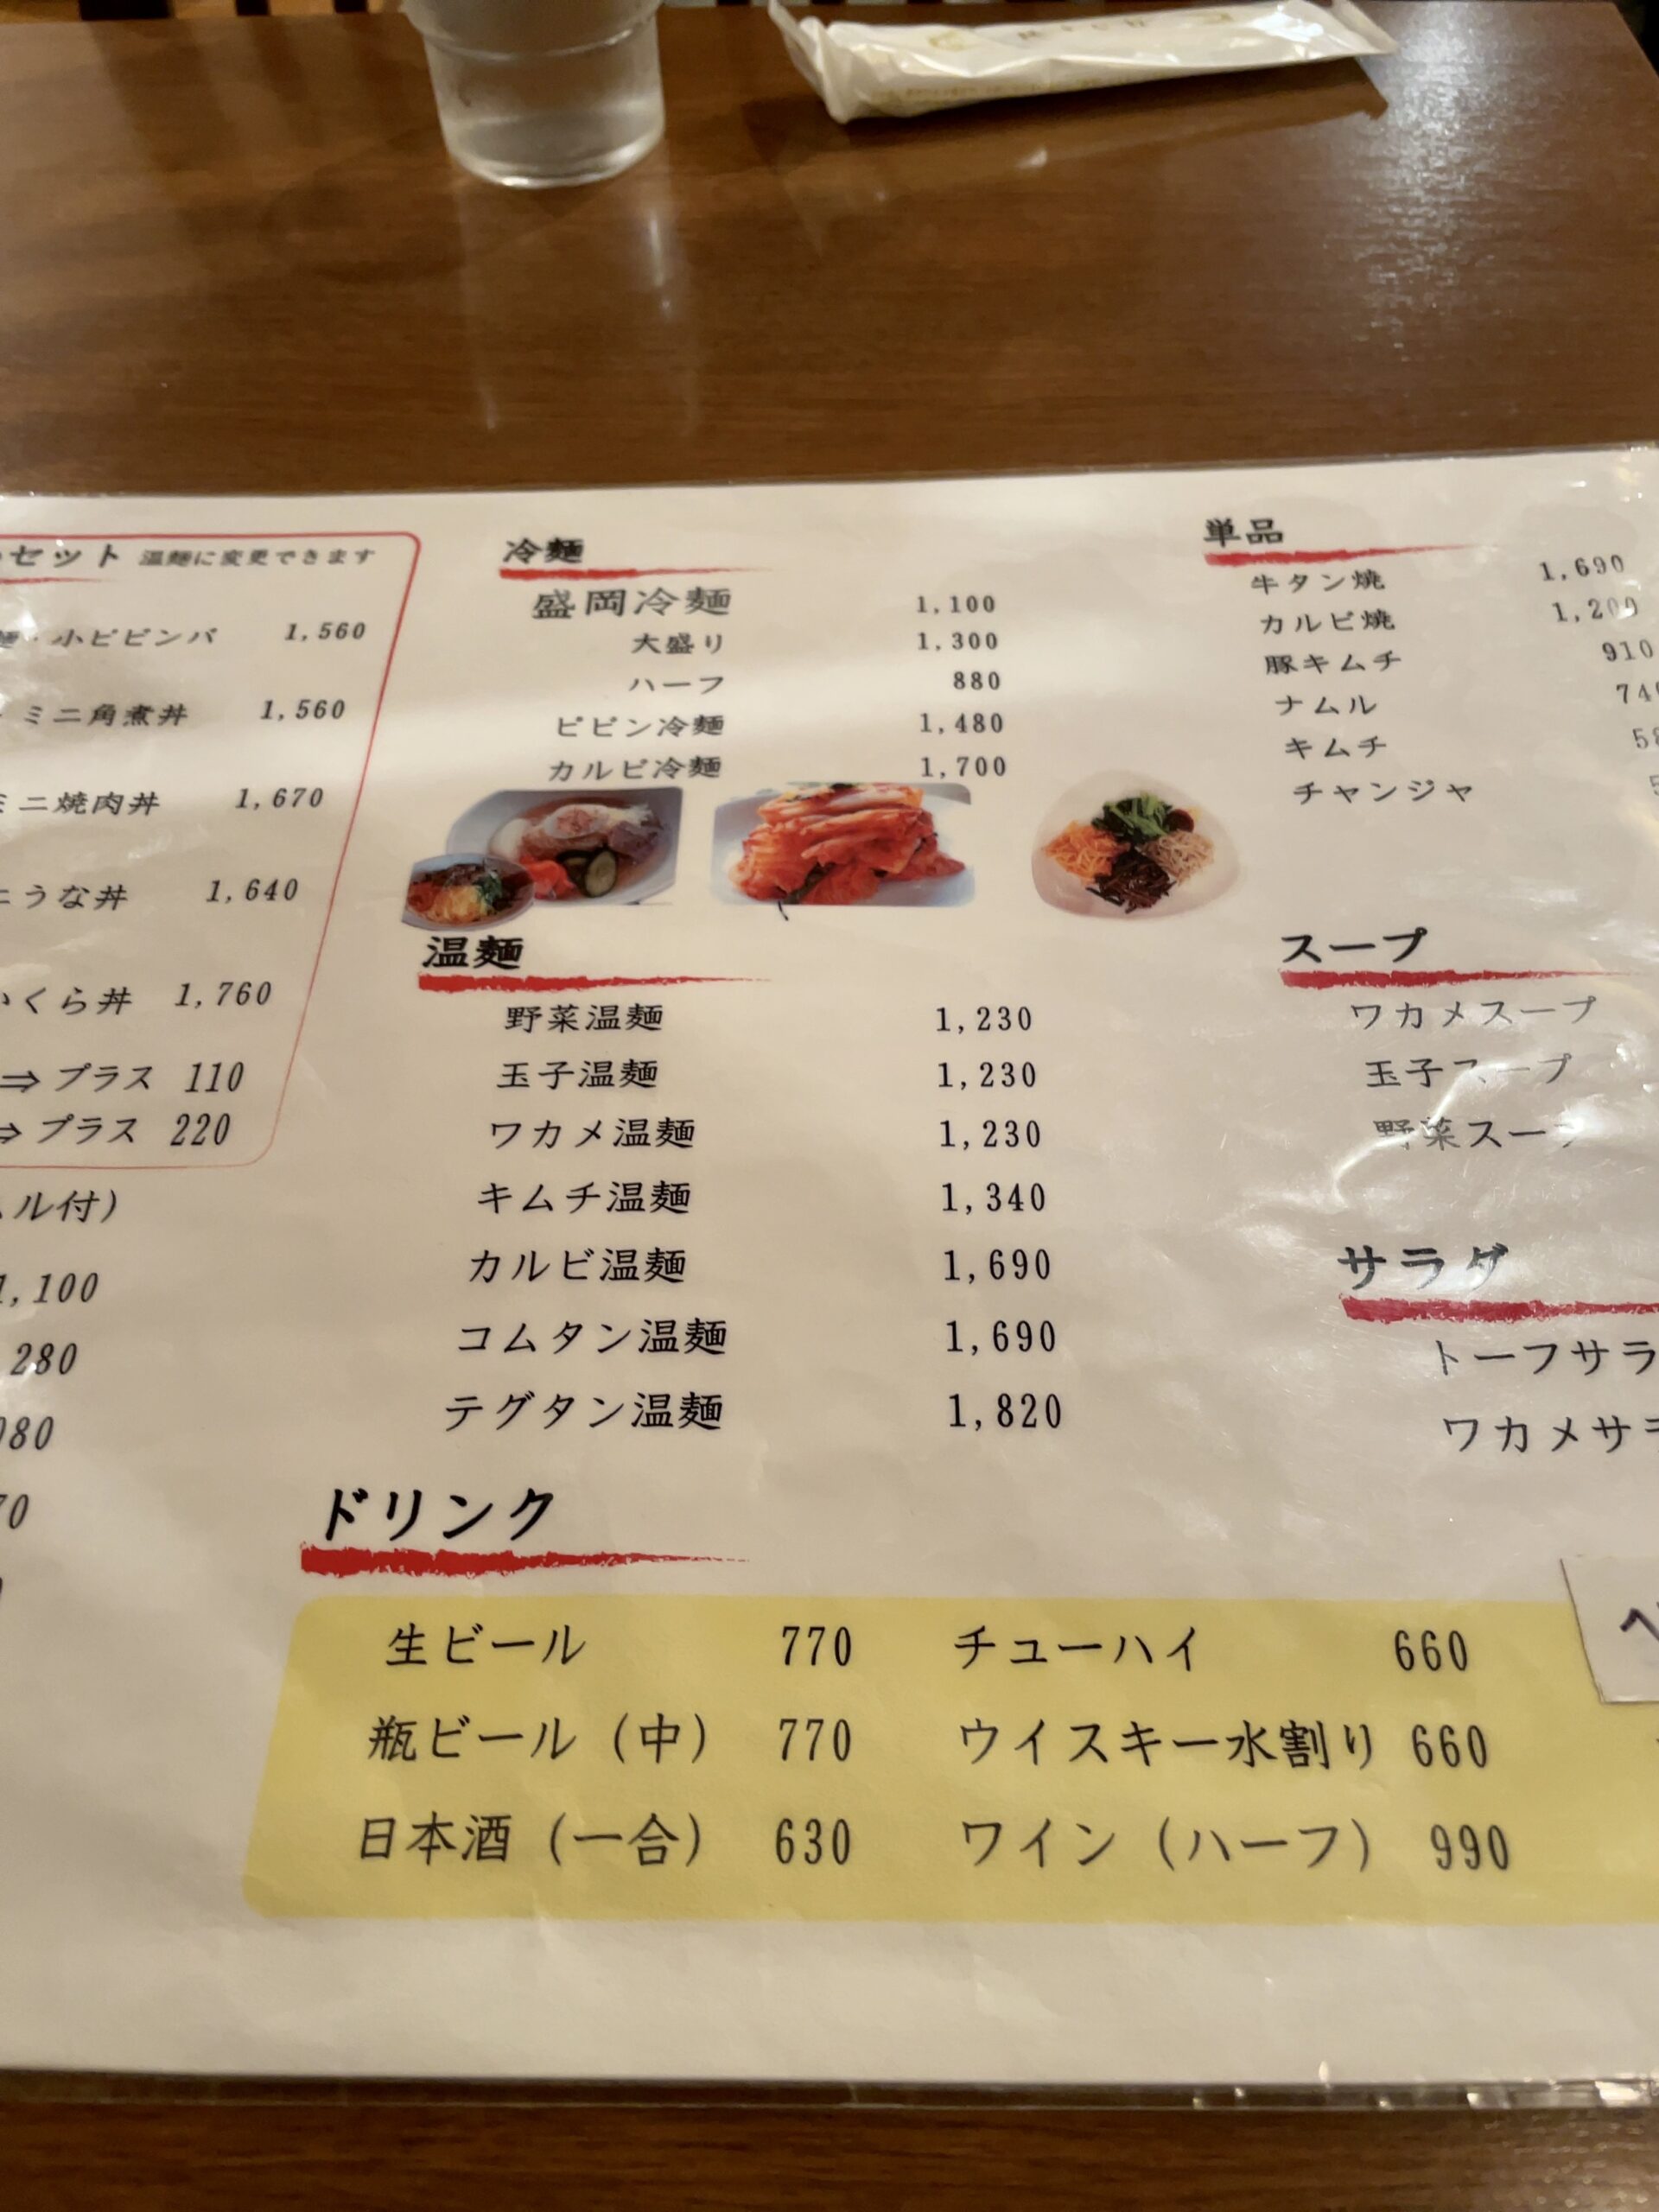 セット 温麺に変更できます
小ピビンバ 1,560
ミニ角煮丼 1,560
ミニ焼肉丼 1,670
うな丼 1,640
いくら丼 1,760
⇒プラス 110
⇒プラス 220
ル付)
1,100
280
080
70
冷麺
盛岡冷麺 1,100
大盛り 1,300
ハーフ 880
ピビン冷麺 1,480
カルビ冷麺 1,700
温麺
野菜温麺 1,230
玉子温麺 1,230
ワカメ温麺 1,230
キムチ温麺 1,340
カルビ温麺 1,690
コムタン温麺 1,690
テグタン温麺 1,820
単品
牛タン焼 1,690
カルビ焼 1,200
豚キムチ 910
ナムル 74
キムチ 58
チャンジャ 5
スープ
ワカメスープ
玉子スープ
野菜スープ
サラダ
トーフサラ
ワカメサラ
ドリンク
生ビール 770 チューハイ 660
瓶ビール(中) 770 ウイスキー水割り 660
日本酒(一合) 630 ワイン(ハーフ) 990